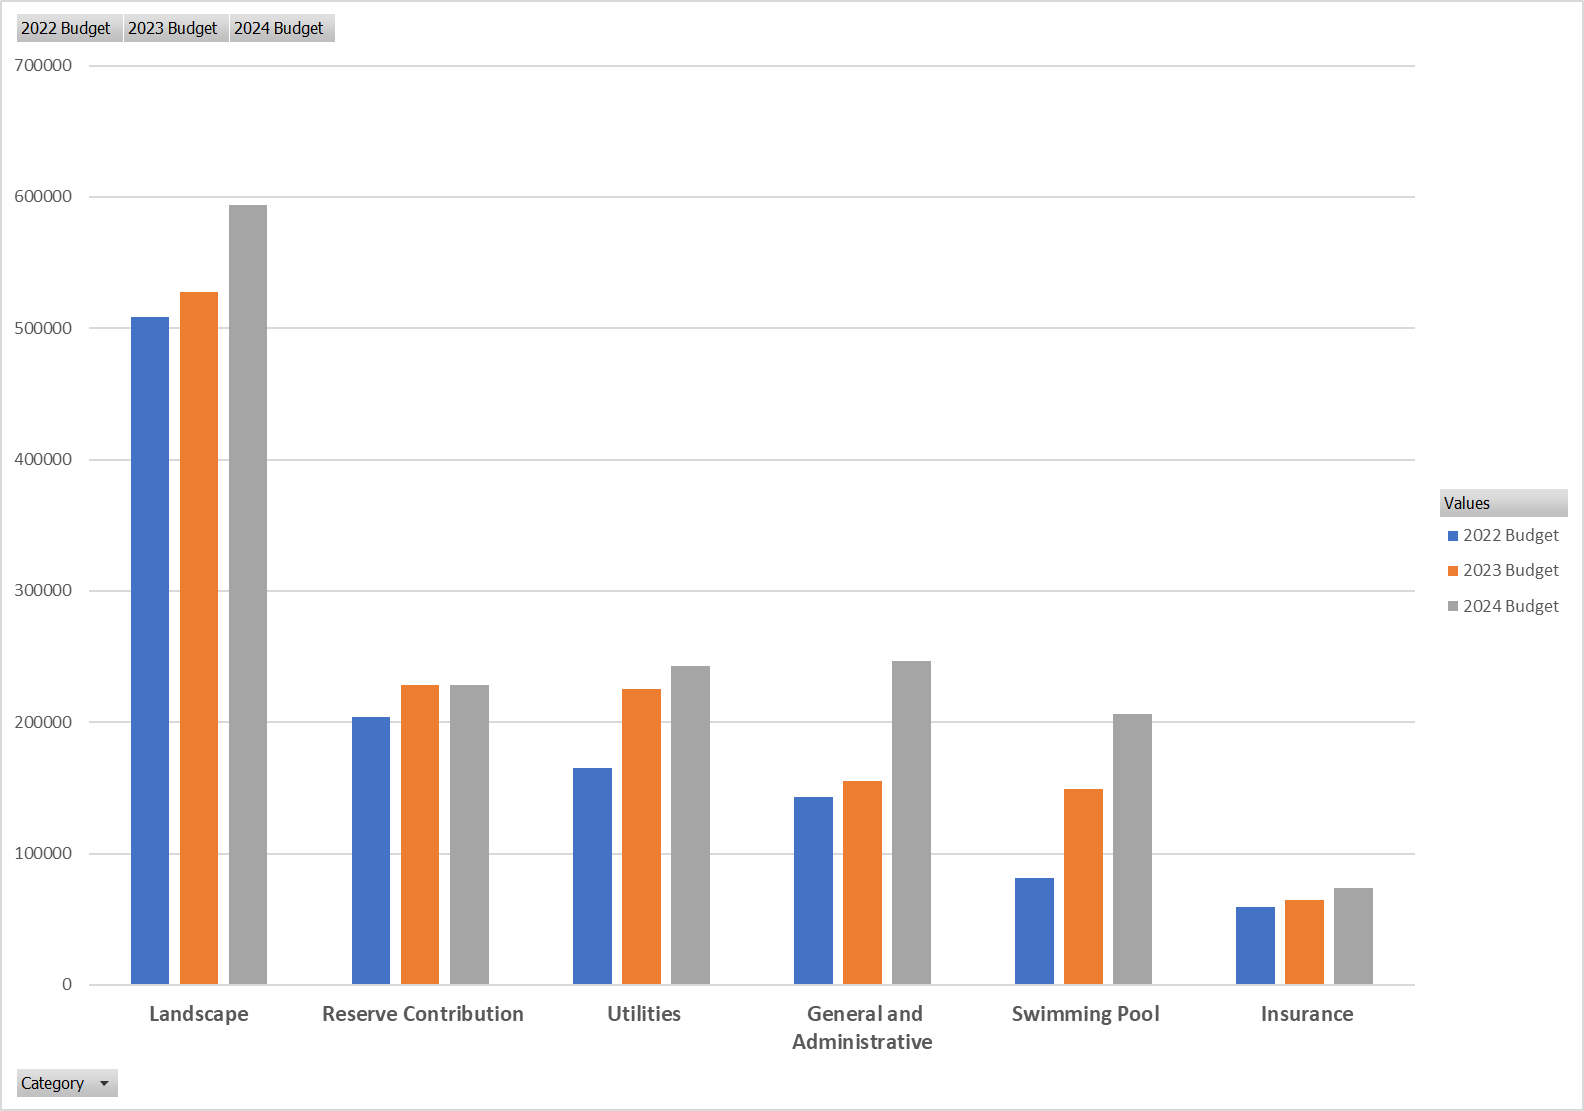 2022 Budget 2023 Budget 2024 Budget
700000
600000
500000
400000
300000
200000
100000
0
Landscape
Reserve Contribution
Utilities
General and
Administrative
Swimming Pool
Insurance
Values
2022 Budget
2023 Budget
2024 Budget
Category